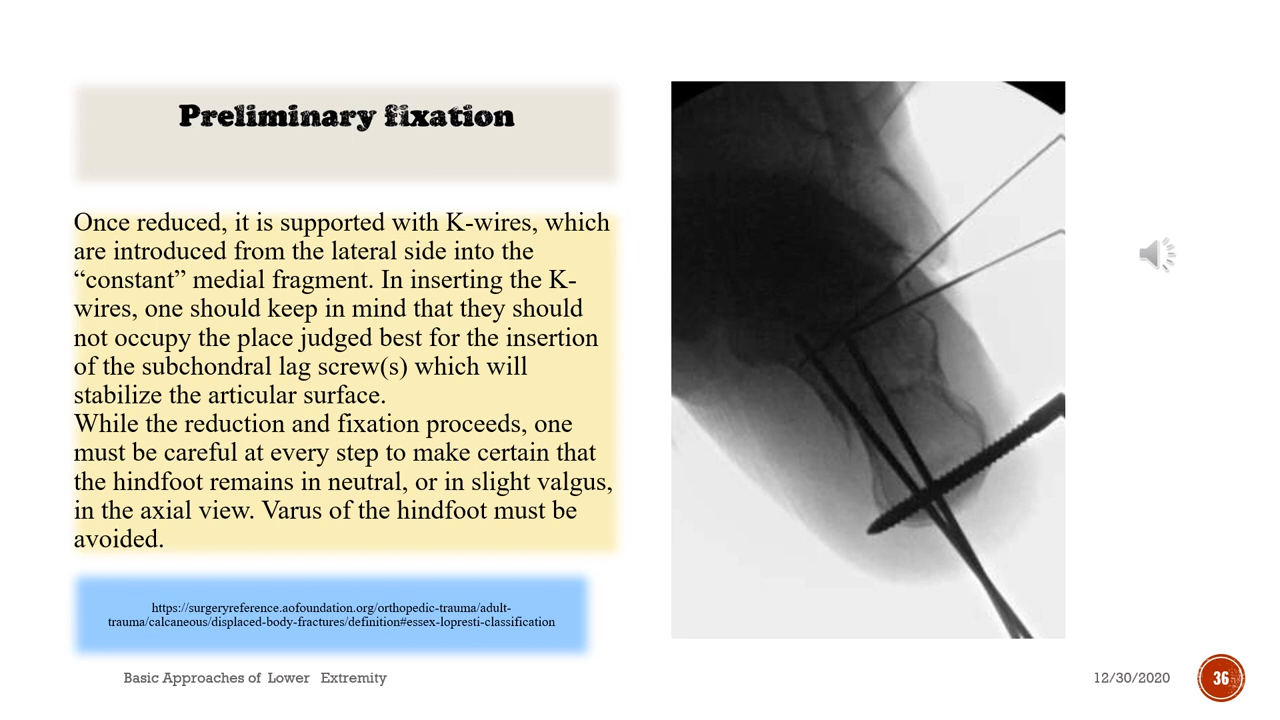 Preliminary fixation
Once reduced, it is supported with K-wires, which
are introduced from the lateral side into the
“constant” medial fragment. In inserting the K-
wires, one should keep in mind that they should
not occupy the place judged best for the insertion
of the subchondral lag screw(s) which will
stabilize the articular surface.
While the reduction and fixation proceeds, one
must be careful at every step to make certain that
the hindfoot remains in neutral, or in slight valgus,
in the axial view. Varus of the hindfoot must be
avoided.
https://surgeryreference.aofoundation.org/orthopedic-trauma/adult-
trauma/calcaneous/displaced-body-fractures/definition#essex-lopresti-classification
Basic Approaches of Lower Extremity
12/30/2020
36